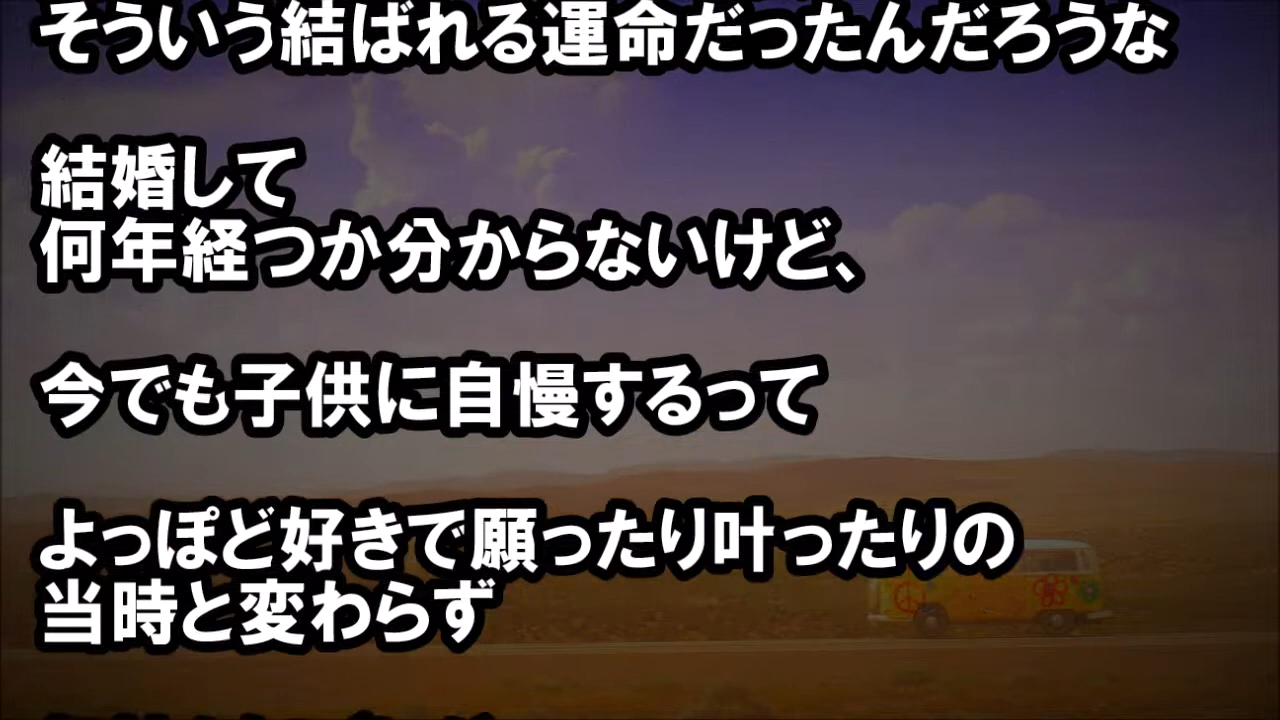 そういう結ばれる運命だったんだろうな
結婚して
何年経つか分からないけど、
今でも子供に自慢するって
よっぽど好きで願ったり叶ったりの
当時と変わらず